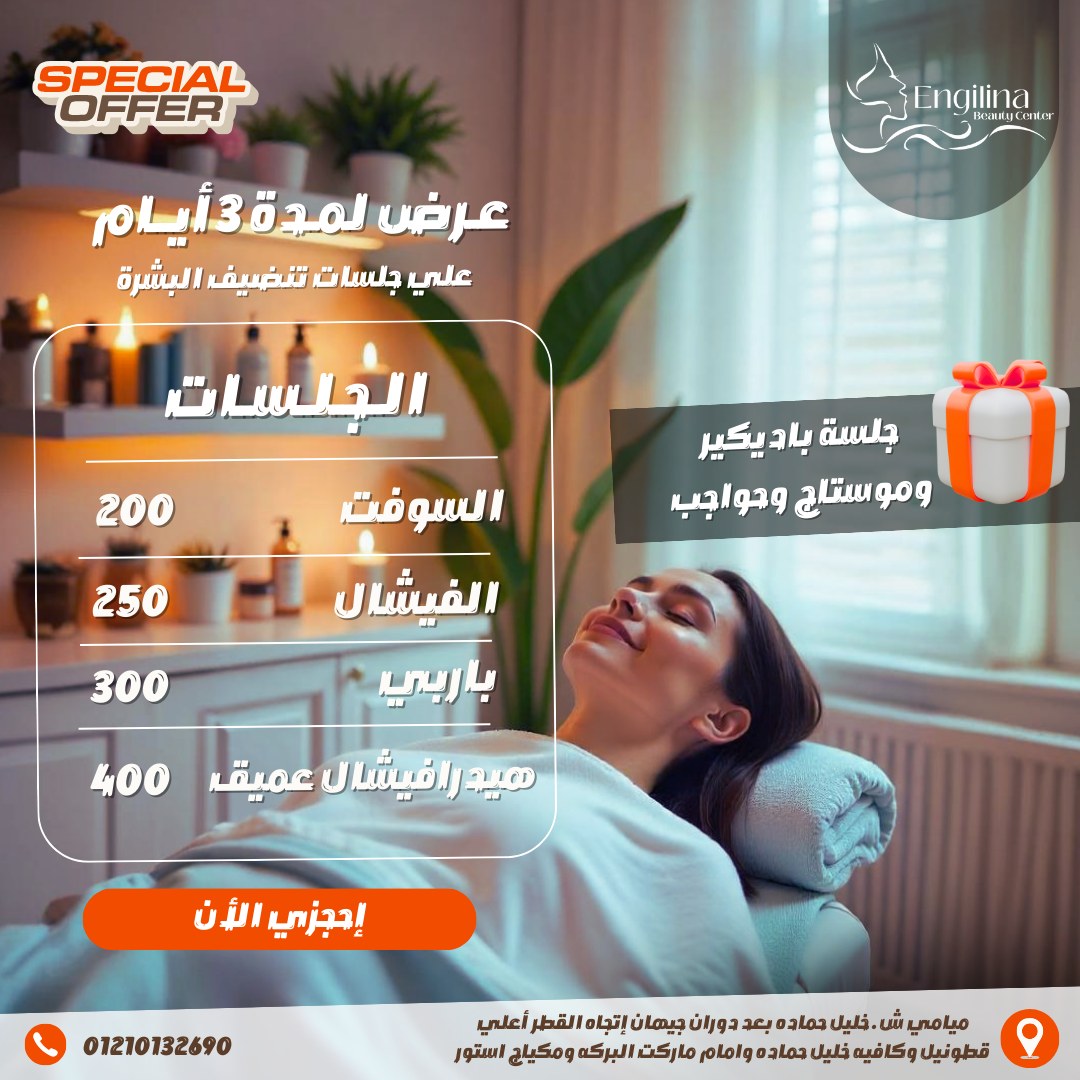 SPECIAL
OFFER
Engilina
Beauty Center
عرض لمدة 3 أيام
علي جلسات تنضيف البشرة
الجلسات
السوفت 200
الفيشال 250
باربي 300
هيدرافيشال عميق 400
جلسة باديكير
وموستاج وحواجب
إحجزي الأن
ميامي ش . خليل حماده بعد دوران جيهان إتجاه القطر أعلي
قطونيل وكافيه خليل حماده وامام ماركت البركه ومكياج استور
01210132690